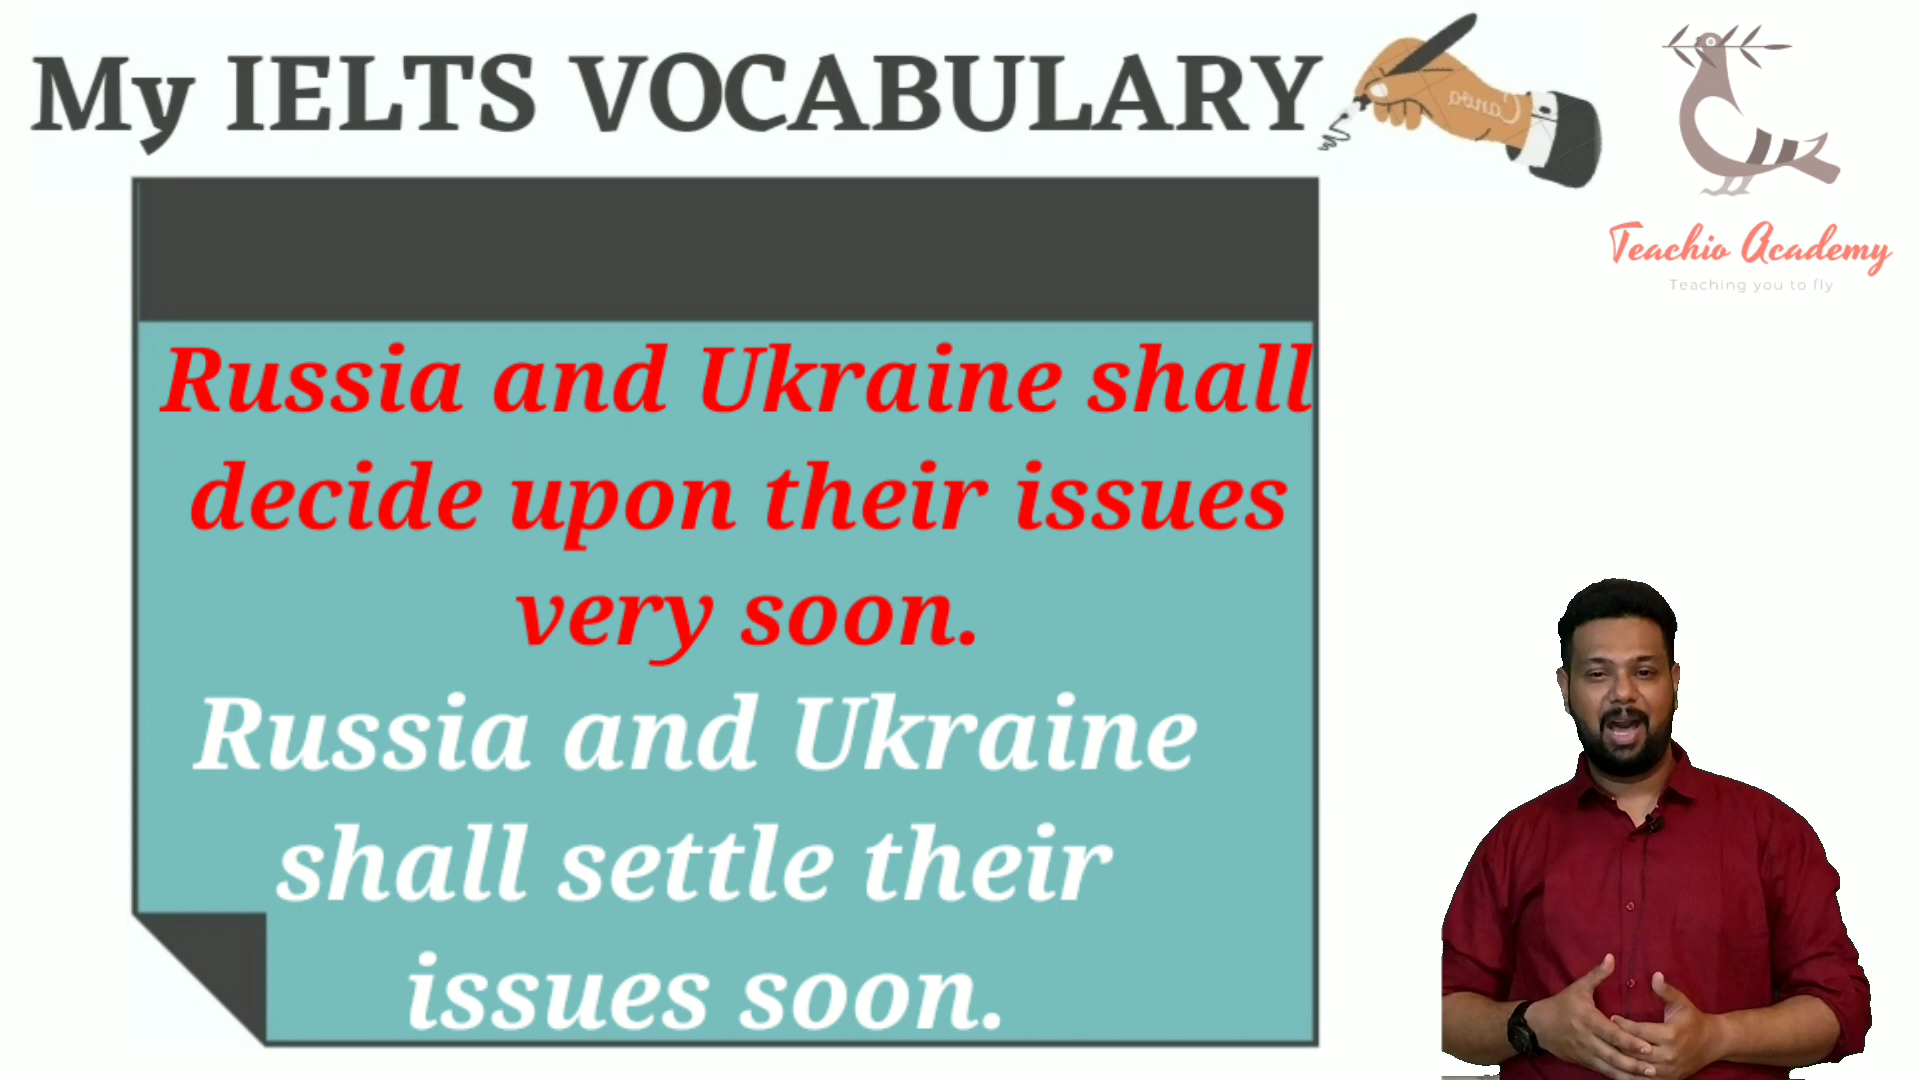 My IELTS VOCABULARY
Canva
Teachio Academy
Teaching you to fly
Russia and Ukraine shall
decide upon their issues
very soon.
Russia and Ukraine
shall settle their
issues soon.